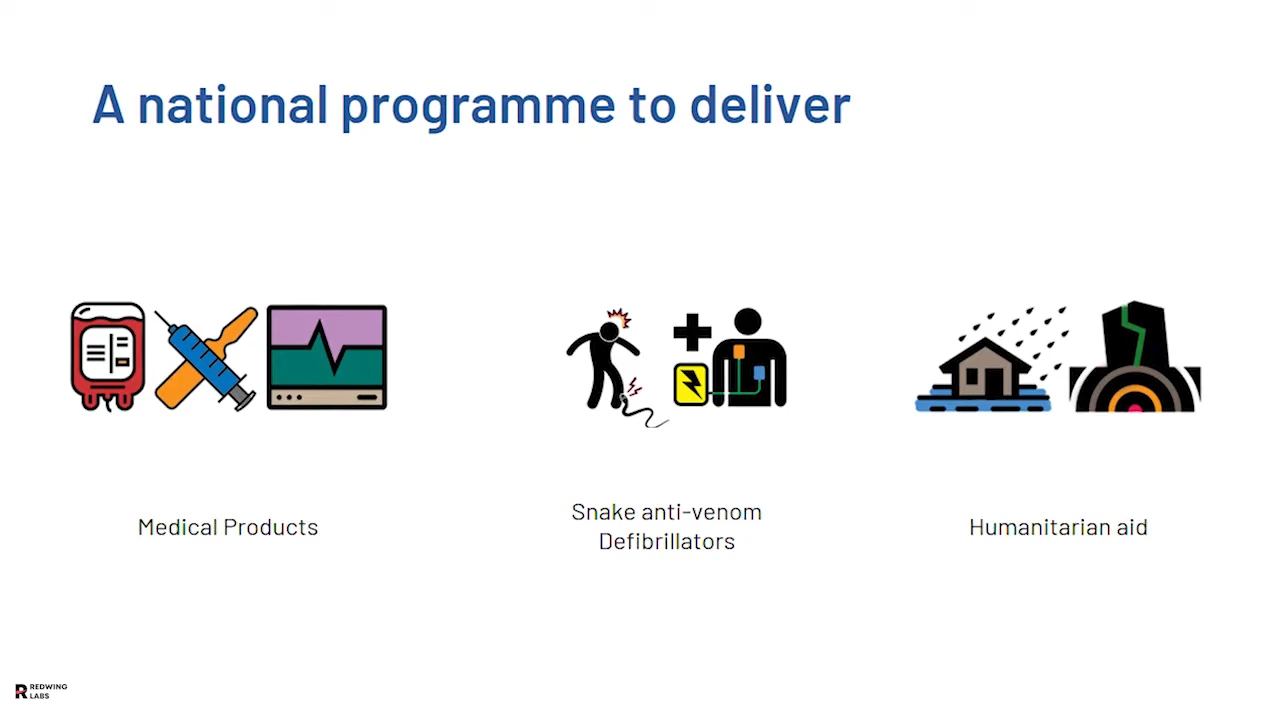 A national programme to deliver
Medical Products
Snake anti-venom
Defibrillators
Humanitarian aid
REDWING
LABS